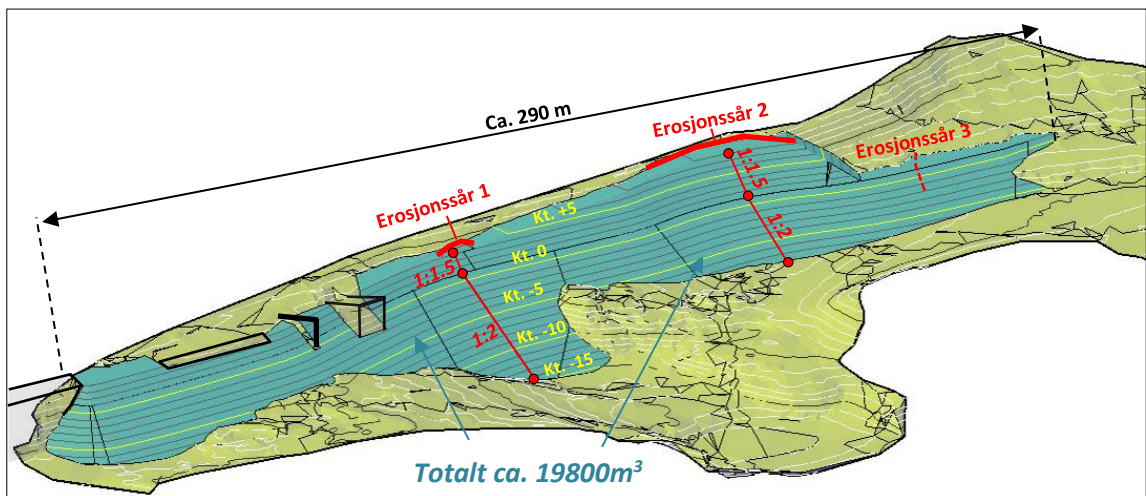 Ca. 290 m
Erosjonssår 2
Erosjonssår 3
Erosjonssår 1
1:1.5
Kt. +5
1:2
Kt. 0
1:1.5
Kt. -5
1:2
Kt. -10
Kt. -15
Totalt ca. 19800m³